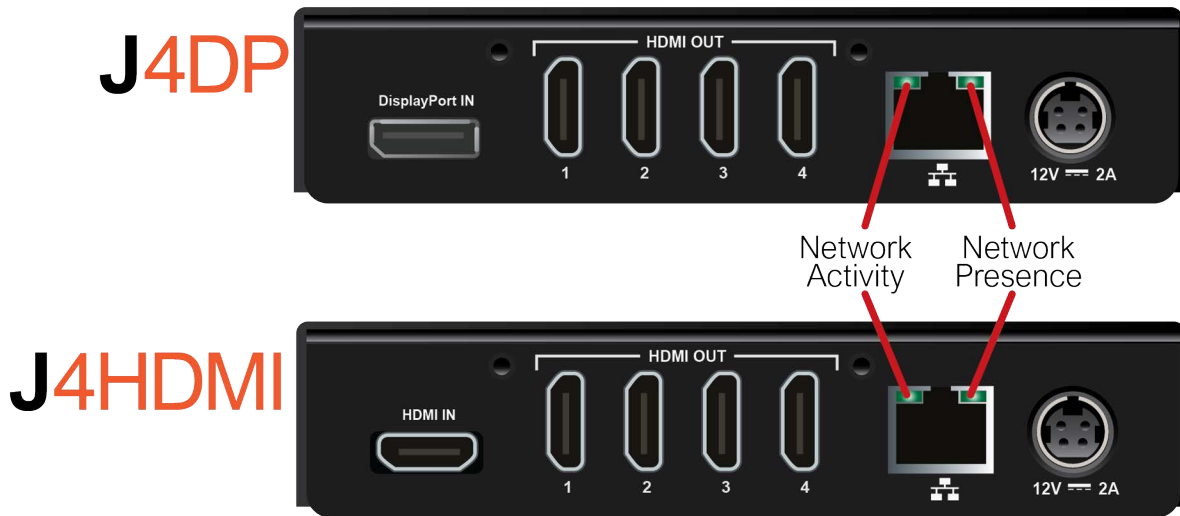 J4DP
HDMI OUT
DisplayPort IN
1 2 3 4
12V ⎓ 2A
Network Activity
Network Presence
J4HDMI
HDMI OUT
HDMI IN
1 2 3 4
12V ⎓ 2A